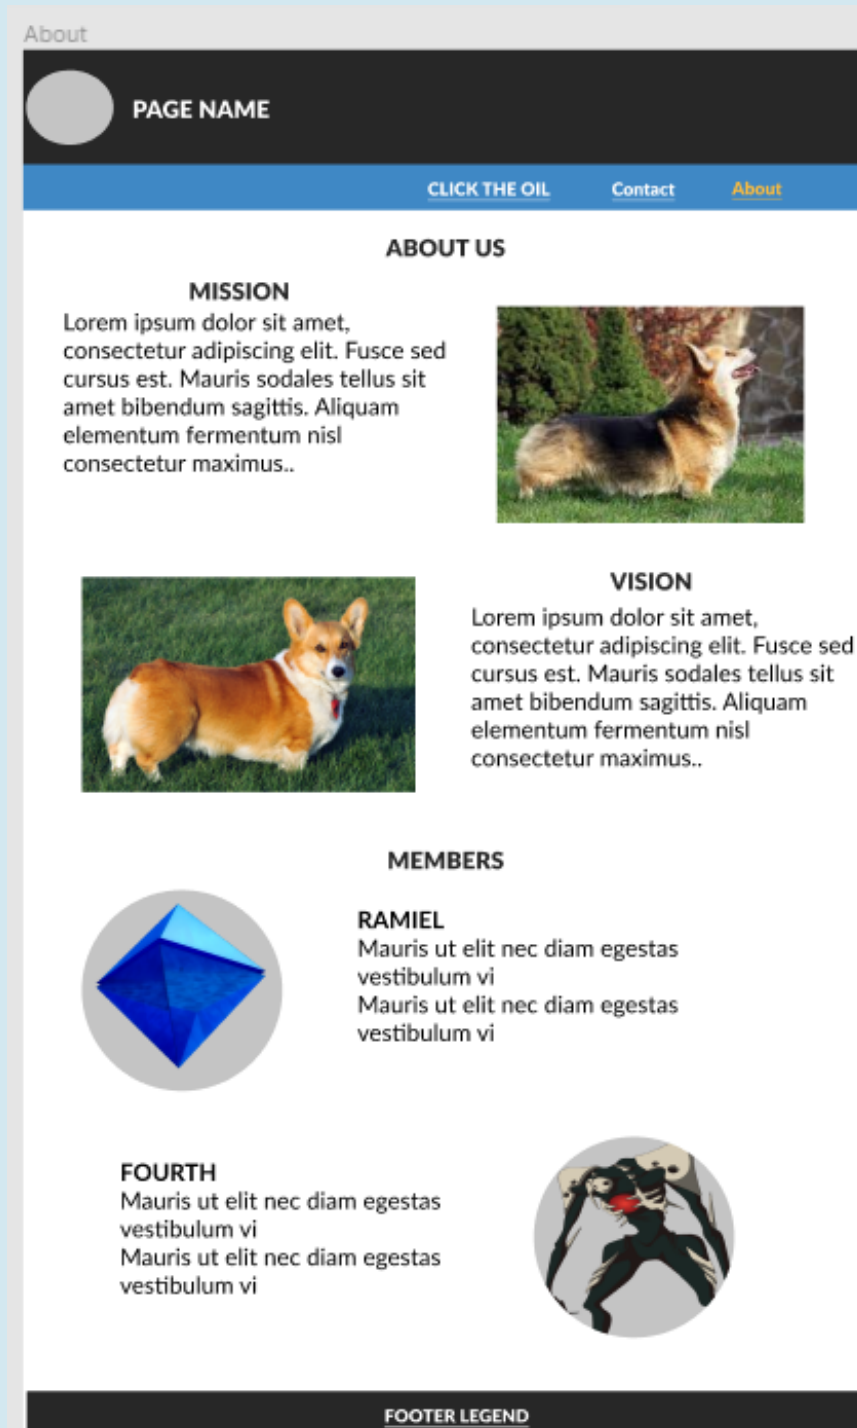 About
PAGE NAME
CLICK THE OIL
Contact
About
ABOUT US
MISSION
Lorem ipsum dolor sit amet,
consectetur adipiscing elit. Fusce sed
cursus est. Mauris sodales tellus sit
amet bibendum sagittis. Aliquam
elementum fermentum nisl
consectetur maximus..
VISION
Lorem ipsum dolor sit amet,
consectetur adipiscing elit. Fusce sed
cursus est. Mauris sodales tellus sit
amet bibendum sagittis. Aliquam
elementum fermentum nisl
consectetur maximus..
MEMBERS
RAMIEL
Mauris ut elit nec diam egestas
vestibulum vi
Mauris ut elit nec diam egestas
vestibulum vi
FOURTH
Mauris ut elit nec diam egestas
vestibulum vi
Mauris ut elit nec diam egestas
vestibulum vi
FOOTER LEGEND